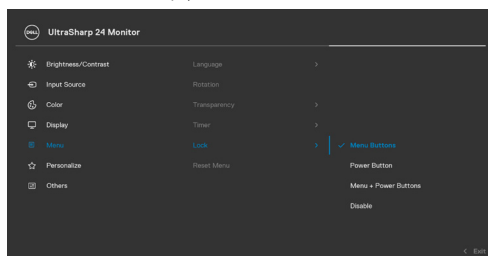 DELL UltraSharp 24 Monitor
Brightness/Contrast Language >
Input Source Rotation
Color Transparency >
Display Timer >
Menu Lock > ✓ Menu Buttons
Personalize Reset Menu Power Button
Others Menu + Power Buttons
Disable
< Exit